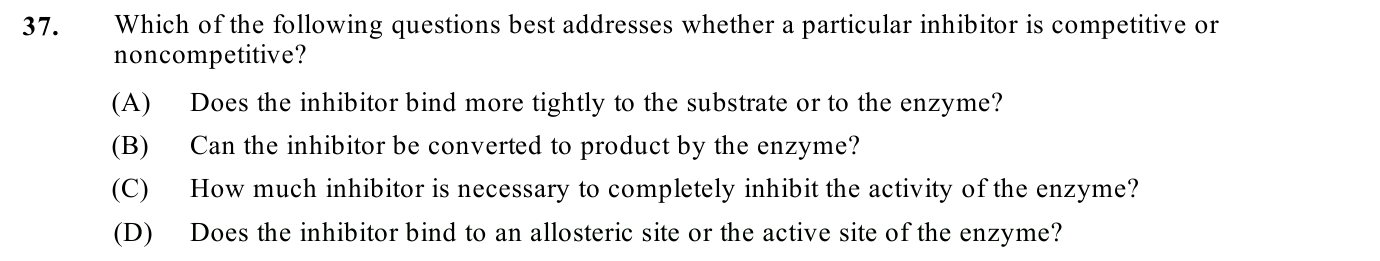 37. Which of the following questions best addresses whether a particular inhibitor is competitive or
noncompetitive?
(A) Does the inhibitor bind more tightly to the substrate or to the enzyme?
(B) Can the inhibitor be converted to product by the enzyme?
(C) How much inhibitor is necessary to completely inhibit the activity of the enzyme?
(D) Does the inhibitor bind to an allosteric site or the active site of the enzyme?